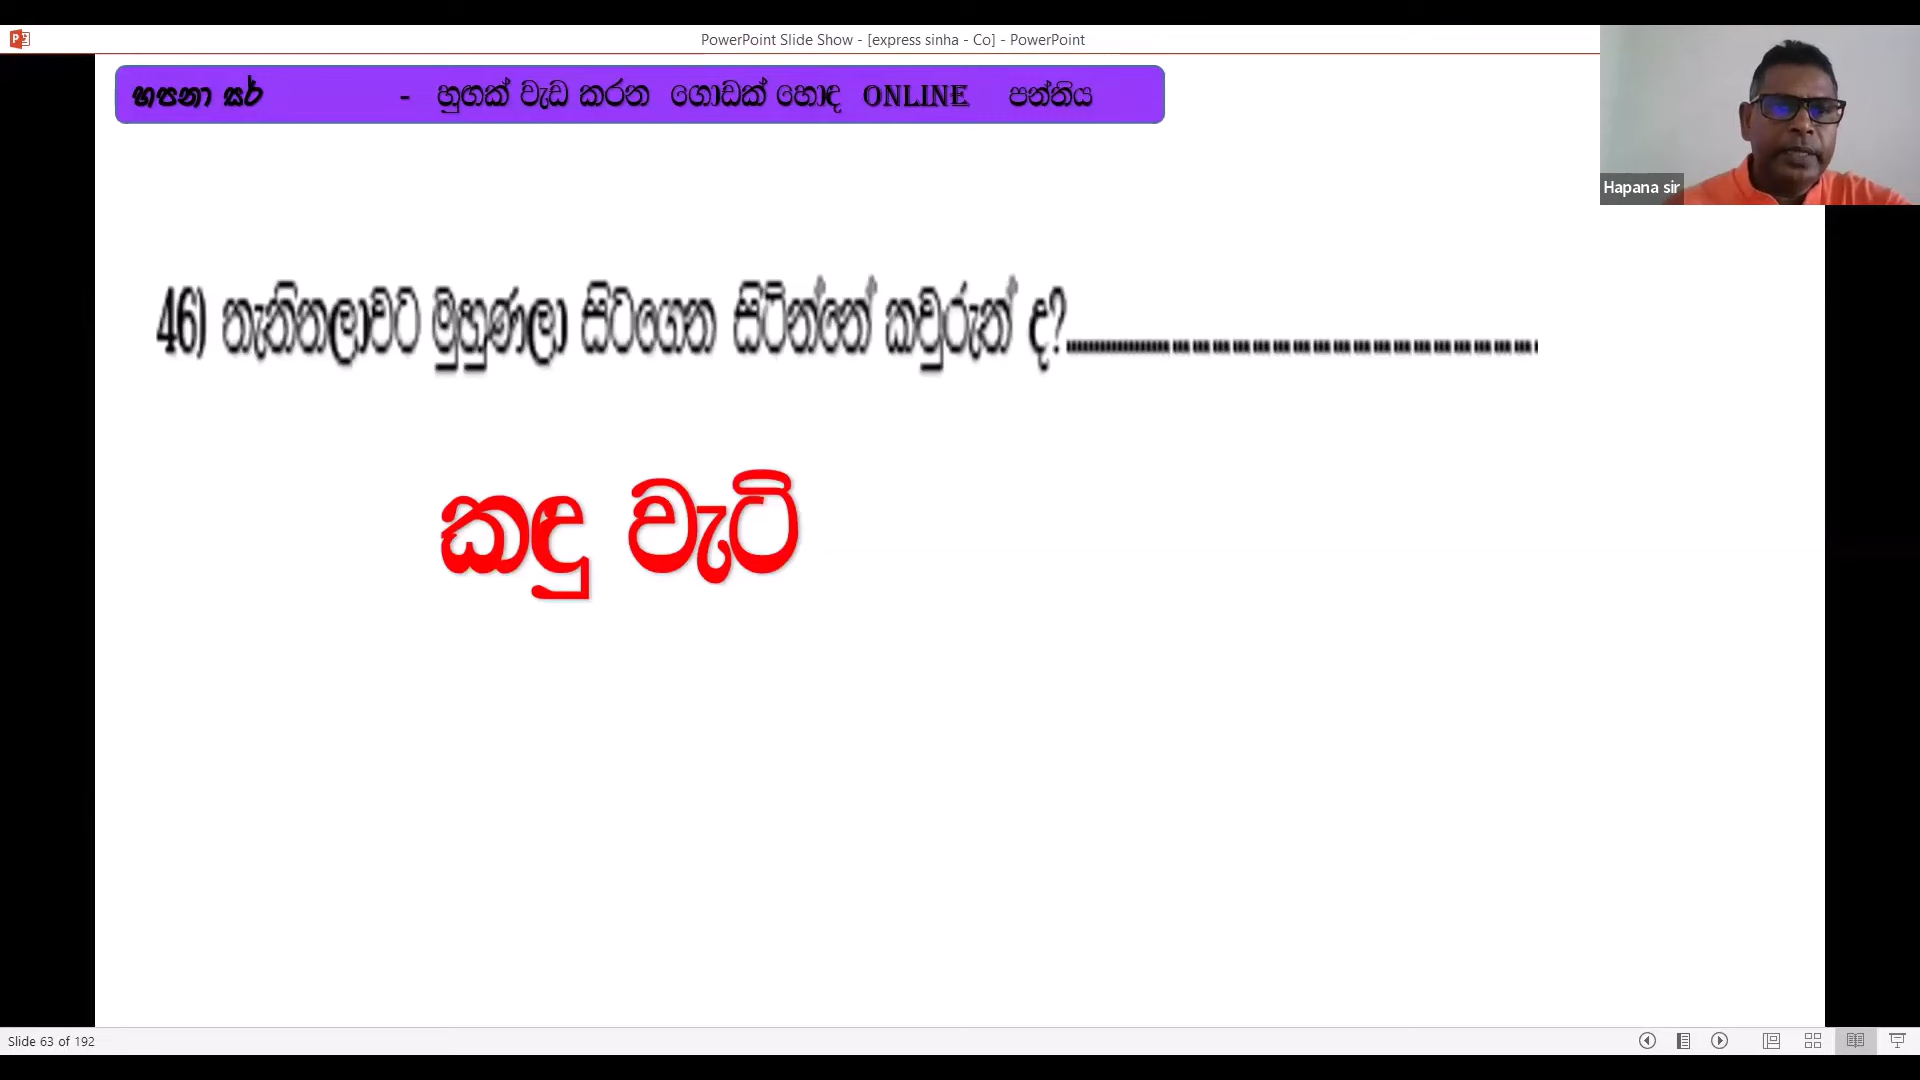 PowerPoint Slide Show - [express sinha - Co] - PowerPoint
හපනා සර් - හුඟක් වැඩ කරන ගොඩක් හොඳ ONLINE පන්තිය
Hapana sir
46) තැනිතලාවට මුහුණලා සිටගෙන සිටින්නේ කවුරුන් ද?..........................................
කඳු වැටි
Slide 63 of 192